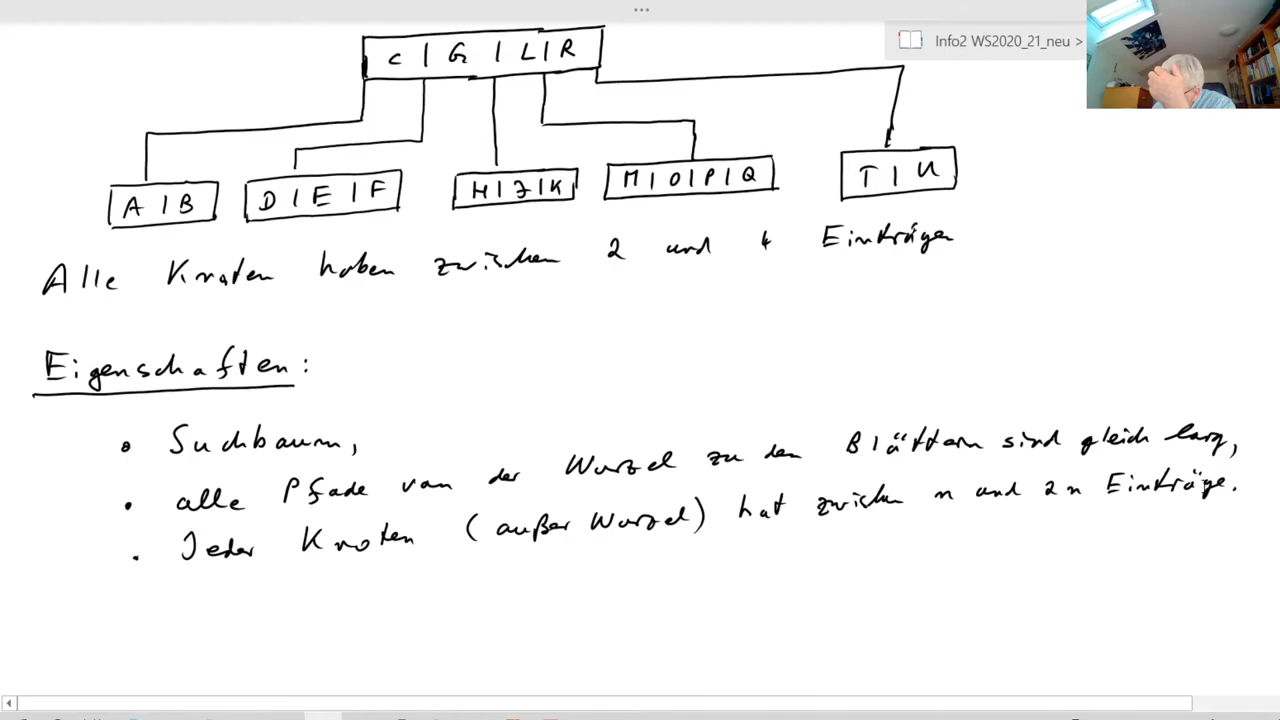 Info2 WS2020_21_neu >
C | G | L | R
A | B D | E | F H | J | K M | O | P | Q T | U
Alle Knoten haben zwischen 2 und 4 Einträgen
Eigenschaften:
• Suchbaum,
• alle Pfade von der Wurzel zu den Blättern sind gleich lang,
• Jeder Knoten (außer Wurzel) hat zwischen n und 2n Einträge.